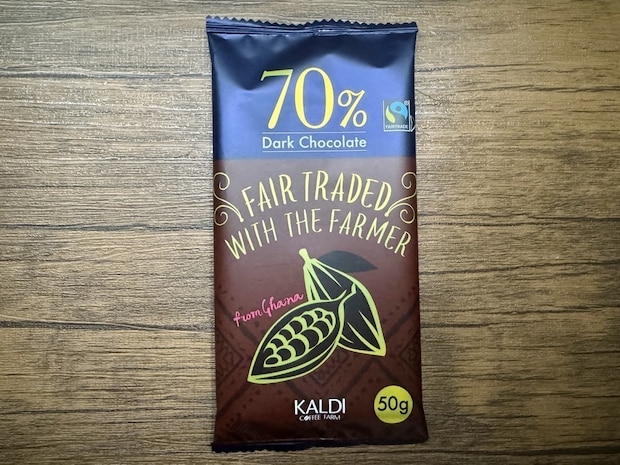 70%
Dark Chocolate
FAIRTRADE
FAIR TRADED
WITH THE FARMER
from Ghana
KALDI
COFFEE FARM
50g